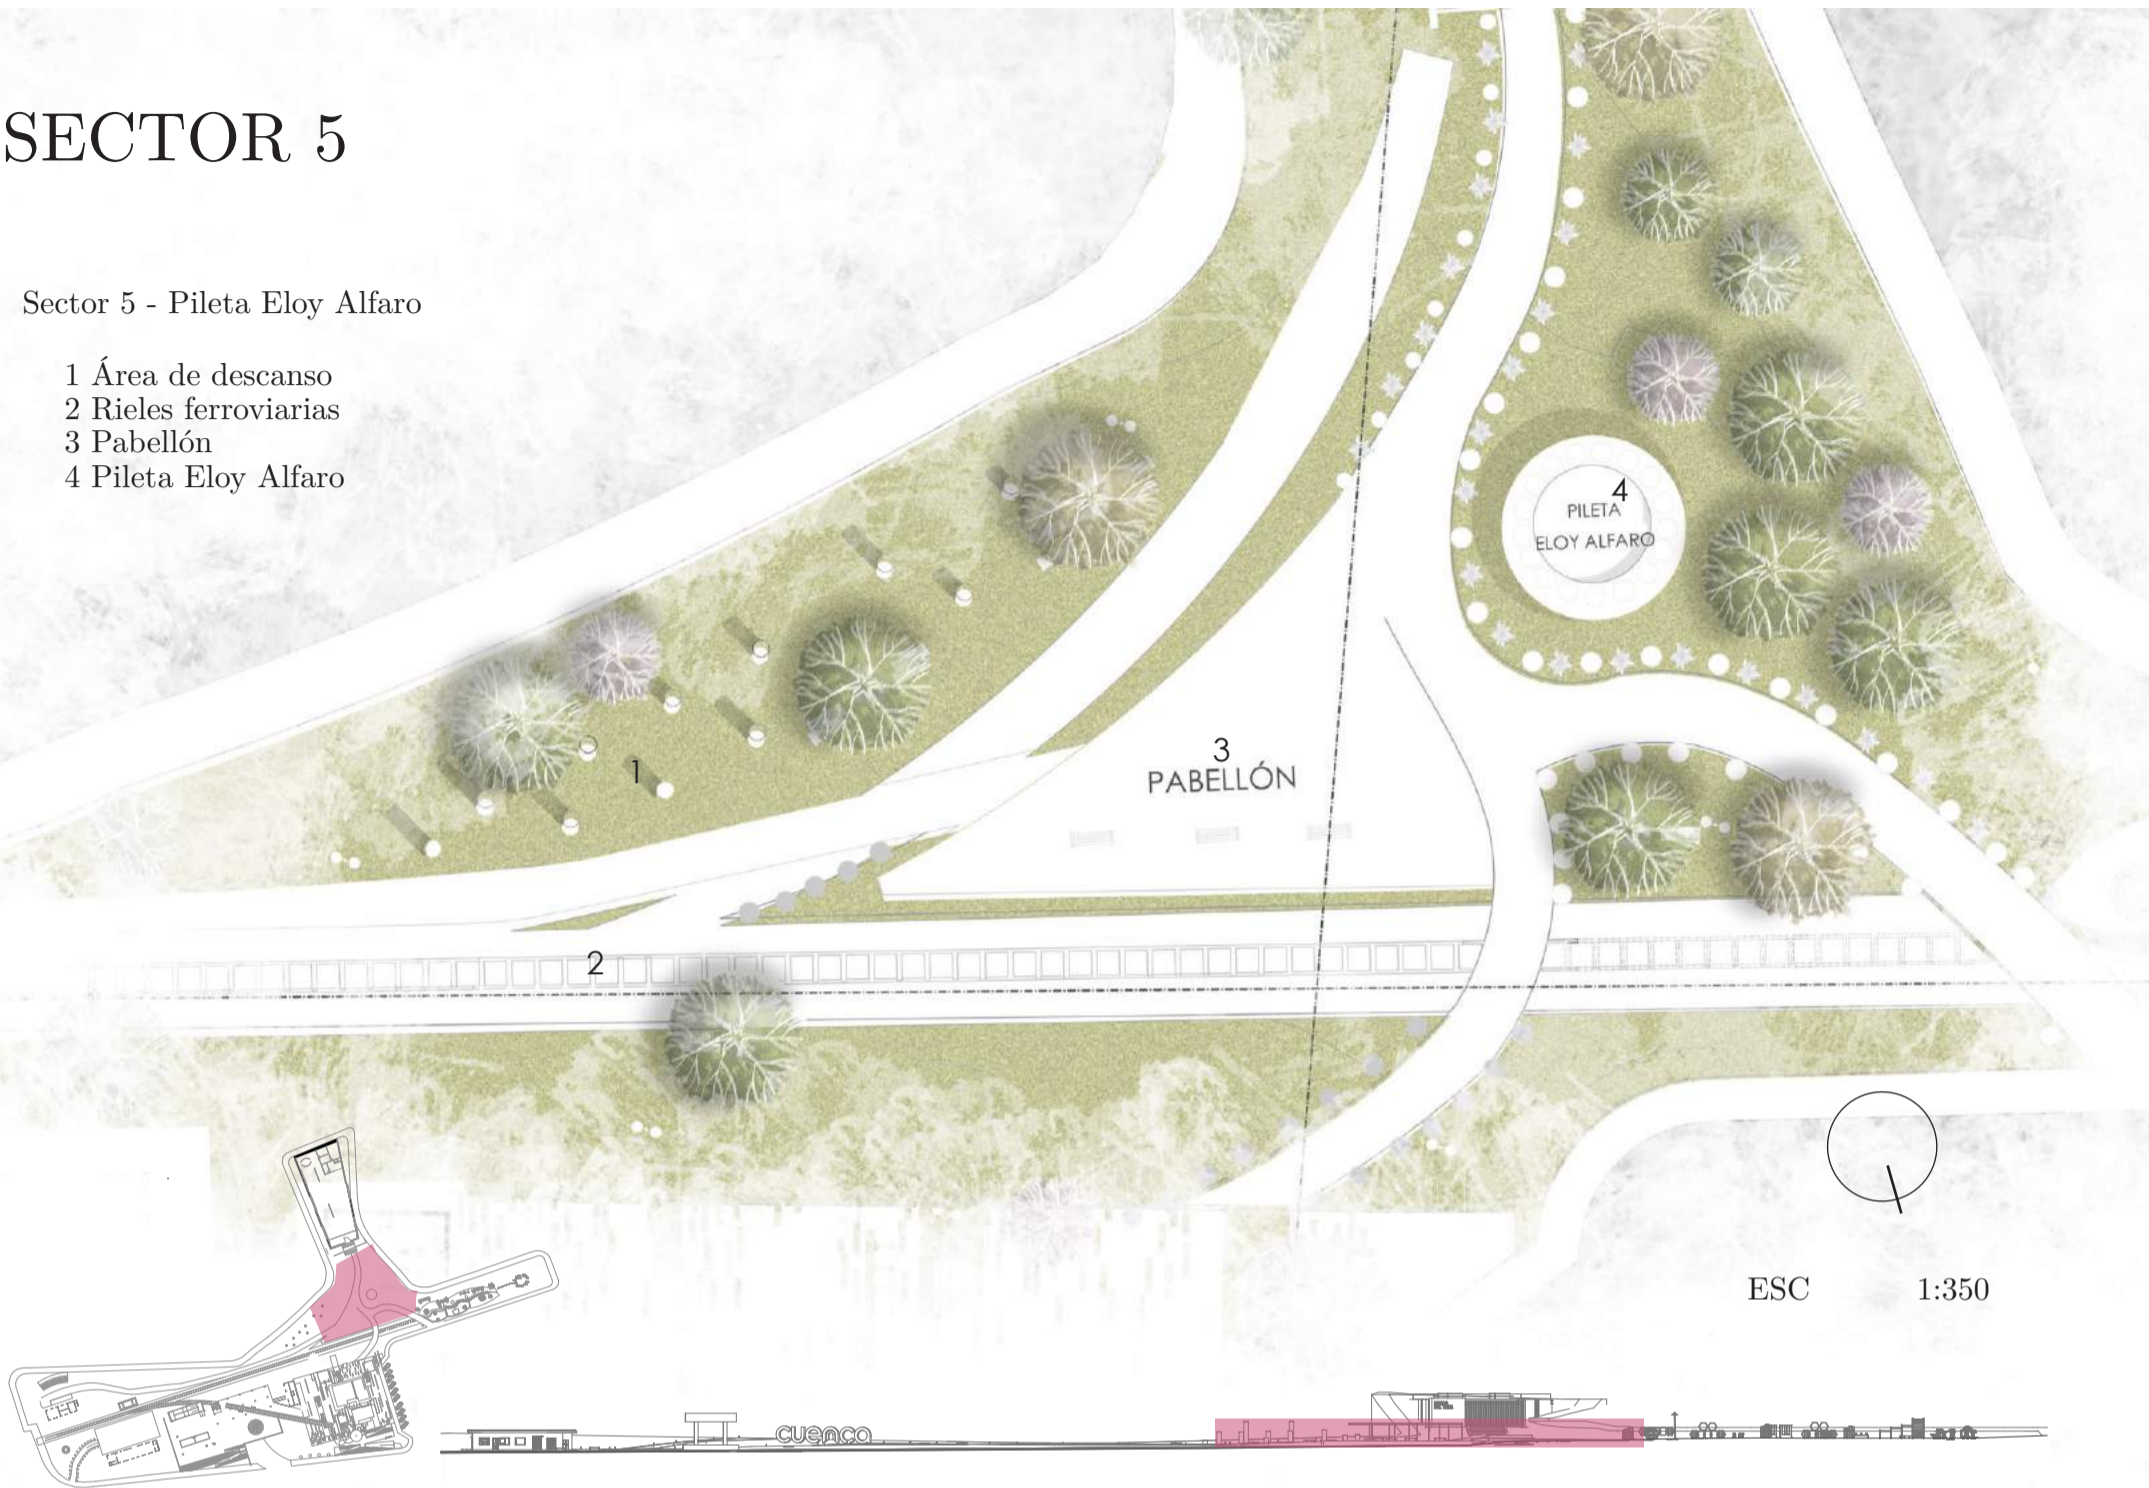 SECTOR 5
Sector 5 - Pileta Eloy Alfaro
1 Área de descanso
2 Rieles ferroviarias
3 Pabellón
4 Pileta Eloy Alfaro
4
PILETA
ELOY ALFARO
3
PABELLÓN
1
2
ESC 1:350
cuenca